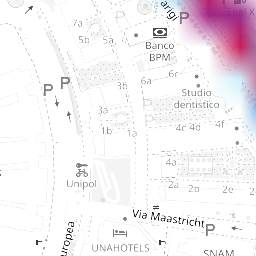 7a
5b
5a
Banco
BPM
6c
6a
3b
Studio
dentistico
P
P
3a
1b
1a
P
4c
4d
4f
4a
Unipol
2a
2b
2e
Via Maastricht
P
UNAHOTELS
SNAM